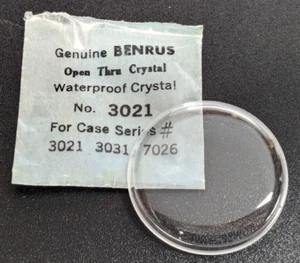 Genuine BENRUS
Open Thru Crystal
Waterproof Crystal
No. 3021
For Case Series #
3021 3031 7026